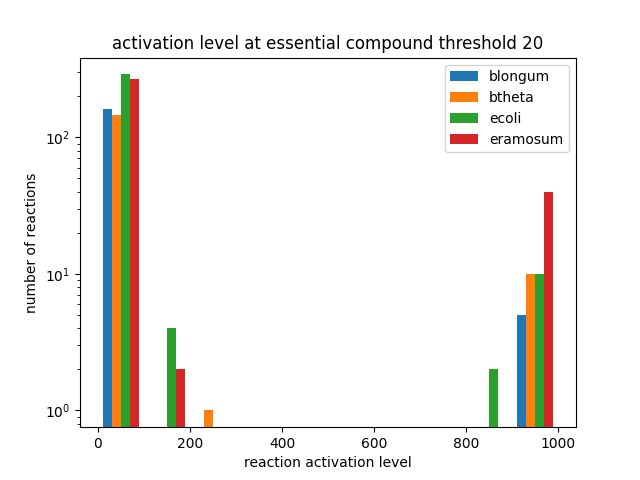 activation level at essential compound threshold 20
number of reactions
10²
10¹
10⁰
blongum
btheta
ecoli
eramosum
0 200 400 600 800 1000
reaction activation level